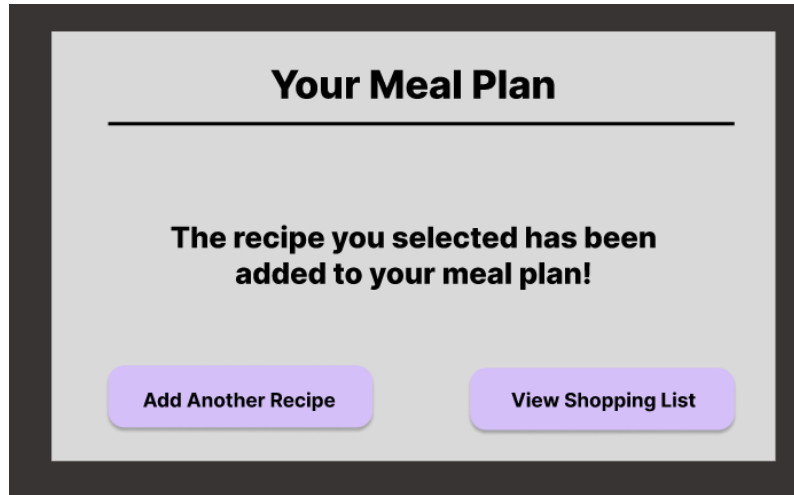 Your Meal Plan
The recipe you selected has been
added to your meal plan!
Add Another Recipe
View Shopping List